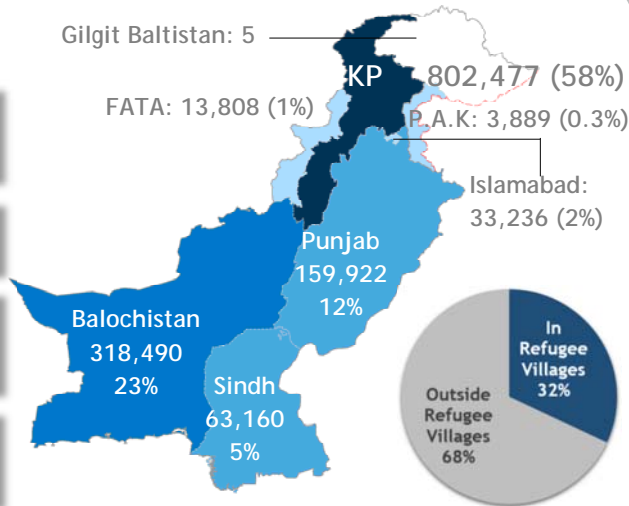 Gilgit Baltistan: 5
KP 802,477 (58%)
FATA: 13,808 (1%)
P.A.K: 3,889 (0.3%)
Islamabad:
33,236 (2%)
Punjab
159,922
12%
Balochistan
318,490
23%
Sindh
63,160
5%
In
Refugee
Villages
32%
Outside
Refugee
Villages
68%